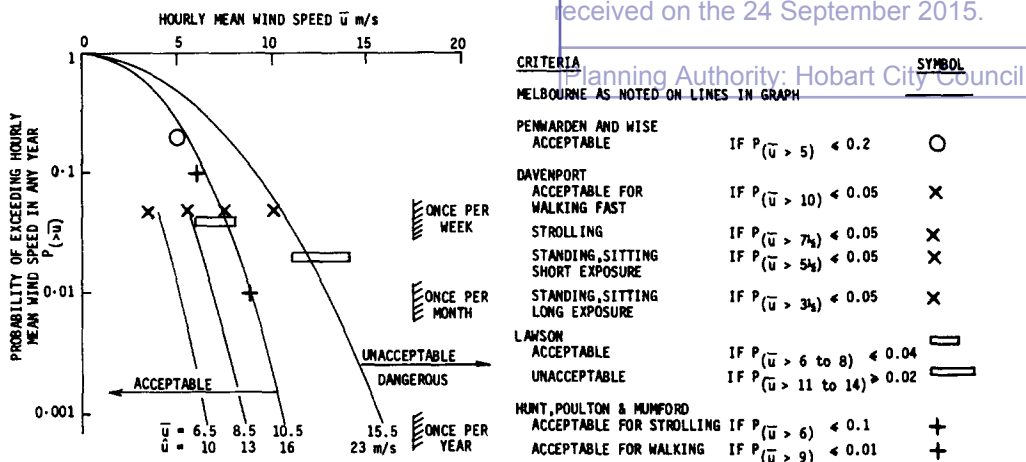 HOURLY MEAN WIND SPEED ū m/s
0 5 10 15 20
1
0·1
0·01
0·001
PROBABILITY OF EXCEEDING HOURLY
MEAN WIND SPEED IN ANY YEAR
P(>ū)
ONCE PER
WEEK
ONCE PER
MONTH
UNACCEPTABLE
DANGEROUS
ACCEPTABLE
ONCE PER
YEAR
ū = 6.5 8.5 10.5 15.5
û = 10 13 16 23 m/s
received on the 24 September 2015.
Planning Authority: Hobart City Council
CRITERIA SYMBOL
MELBOURNE AS NOTED ON LINES IN GRAPH
PENWARDEN AND WISE
ACCEPTABLE IF P(ū > 5) ≤ 0.2
DAVENPORT
ACCEPTABLE FOR
WALKING FAST IF P(ū > 10) ≤ 0.05
STROLLING IF P(ū > 7½) ≤ 0.05
STANDING,SITTING
SHORT EXPOSURE IF P(ū > 5½) ≤ 0.05
STANDING,SITTING
LONG EXPOSURE IF P(ū > 3½) ≤ 0.05
LAWSON
ACCEPTABLE IF P(ū > 6 to 8) ≤ 0.04
UNACCEPTABLE IF P(ū > 11 to 14) ≥ 0.02
HUNT,POULTON & MUMFORD
ACCEPTABLE FOR STROLLING IF P(ū > 6) ≤ 0.1
ACCEPTABLE FOR WALKING IF P(ū > 9) ≤ 0.01